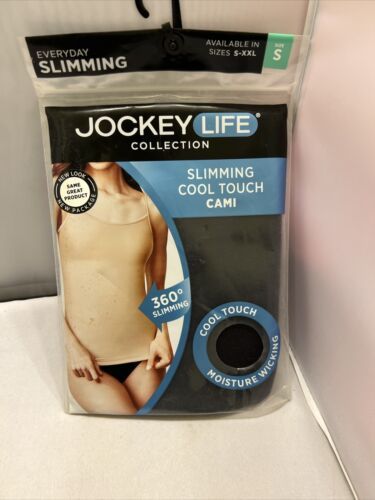 EVERYDAY
SLIMMING
AVAILABLE IN
SIZES S-XXL
SIZE
S
JOCKEY LIFE®
COLLECTION
NEW LOOK
SAME
GREAT
PRODUCT
NEW PACKAGE
SLIMMING
COOL TOUCH
CAMI
360°
SLIMMING
COOL TOUCH
MOISTURE WICKING